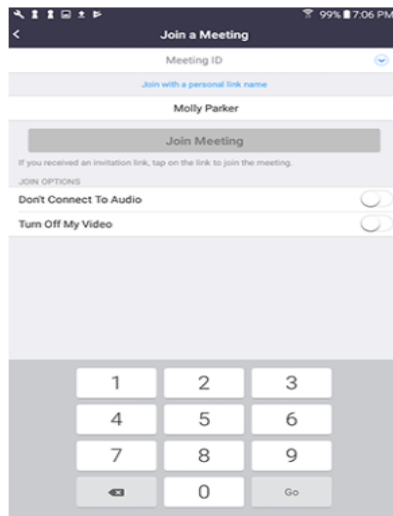 99% 7:06 PM
Join a Meeting
Meeting ID
Join with a personal link name
Molly Parker
Join Meeting
If you received an invitation link, tap on the link to join the meeting.
JOIN OPTIONS
Don't Connect To Audio
Turn Off My Video
1 2 3
4 5 6
7 8 9
0 Go